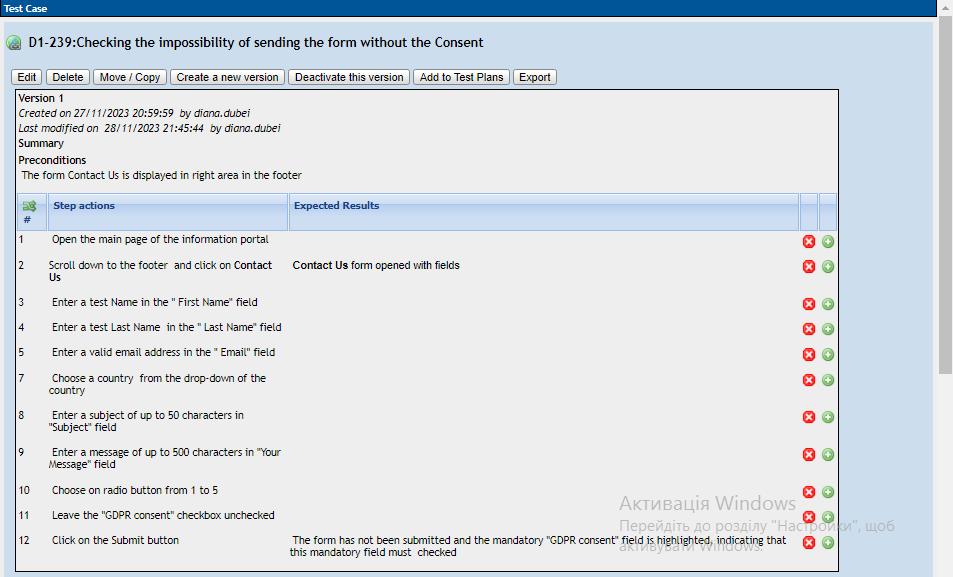 Test Case
D1-239:Checking the impossibility of sending the form without the Consent
Edit Delete Move / Copy Create a new version Deactivate this version Add to Test Plans Export
Version 1
Created on 27/11/2023 20:59:59 by diana.dubei
Last modified on 28/11/2023 21:45:44 by diana.dubei
Summary
Preconditions
The form Contact Us is displayed in right area in the footer
# Step actions Expected Results
1 Open the main page of the information portal
2 Scroll down to the footer and click on Contact Contact Us form opened with fields
Us
3 Enter a test Name in the " First Name" field
4 Enter a test Last Name in the " Last Name" field
5 Enter a valid email address in the " Email" field
7 Choose a country from the drop-down of the
country
8 Enter a subject of up to 50 characters in
"Subject" field
9 Enter a message of up to 500 characters in "Your
Message" field
10 Choose on radio button from 1 to 5
11 Leave the "GDPR consent" checkbox unchecked
12 Click on the Submit button The form has not been submitted and the mandatory "GDPR consent" field is highlighted, indicating that
this mandatory field must checked
Активація Windows
Перейдіть до розділу "Настройки", щоб
активувати Windows.